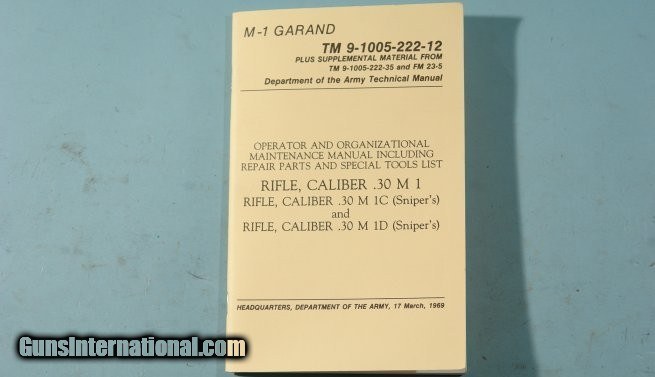 M-1 GARAND
TM 9-1005-222-12
PLUS SUPPLEMENTAL MATERIAL FROM
TM 9-1005-222-35 and FM 23-5
Department of the Army Technical Manual
OPERATOR AND ORGANIZATIONAL
MAINTENANCE MANUAL INCLUDING
REPAIR PARTS AND SPECIAL TOOLS LIST
RIFLE, CALIBER .30 M 1
RIFLE, CALIBER .30 M 1C (Sniper's)
and
RIFLE, CALIBER .30 M 1D (Sniper's)
HEADQUARTERS, DEPARTMENT OF THE ARMY, 17 March, 1969
GunsInternational.com